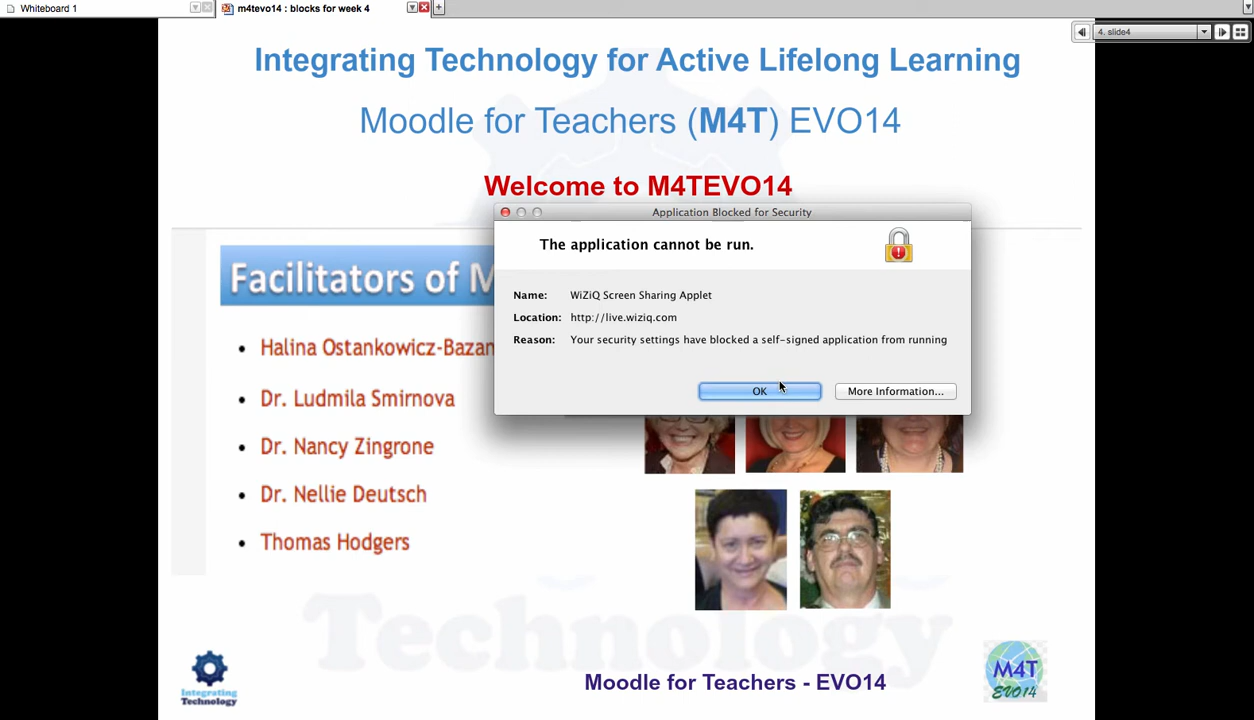 Whiteboard 1
m4tevo14 : blocks for week 4
4. slide4
Integrating Technology for Active Lifelong Learning
Moodle for Teachers (M4T) EVO14
Welcome to M4TEVO14
Application Blocked for Security
The application cannot be run.
Name: WiZiQ Screen Sharing Applet
Location: http://live.wiziq.com
Reason: Your security settings have blocked a self-signed application from running
OK
More Information...
Facilitators of M
• Halina Ostankowicz-Bazan
• Dr. Ludmila Smirnova
• Dr. Nancy Zingrone
• Dr. Nellie Deutsch
• Thomas Hodgers
Technology
Integrating
Technology
Moodle for Teachers - EVO14
M4T
EVO14